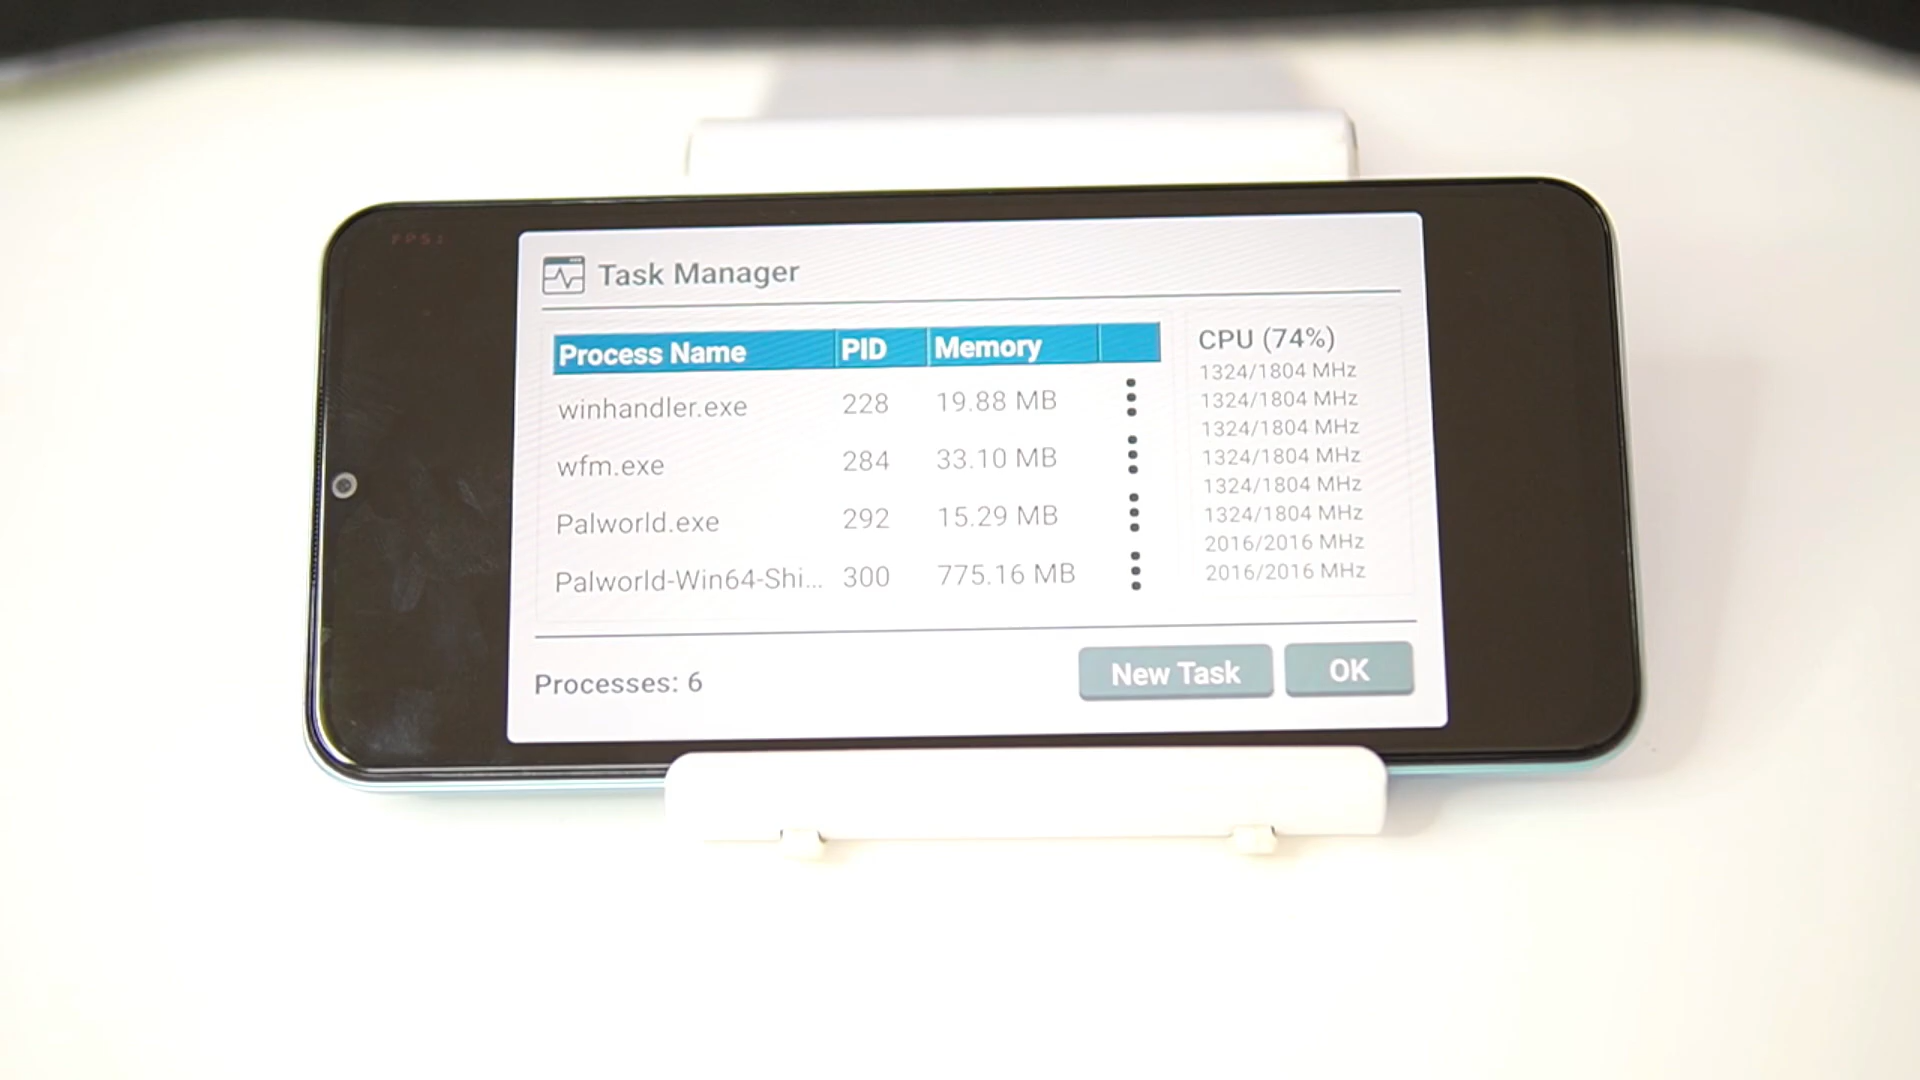 FPS:
Task Manager
Process Name PID Memory
winhandler.exe 228 19.88 MB
wfm.exe 284 33.10 MB
Palworld.exe 292 15.29 MB
Palworld-Win64-Shi... 300 775.16 MB
CPU (74%)
1324/1804 MHz
1324/1804 MHz
1324/1804 MHz
1324/1804 MHz
1324/1804 MHz
1324/1804 MHz
2016/2016 MHz
2016/2016 MHz
Processes: 6
New Task
OK